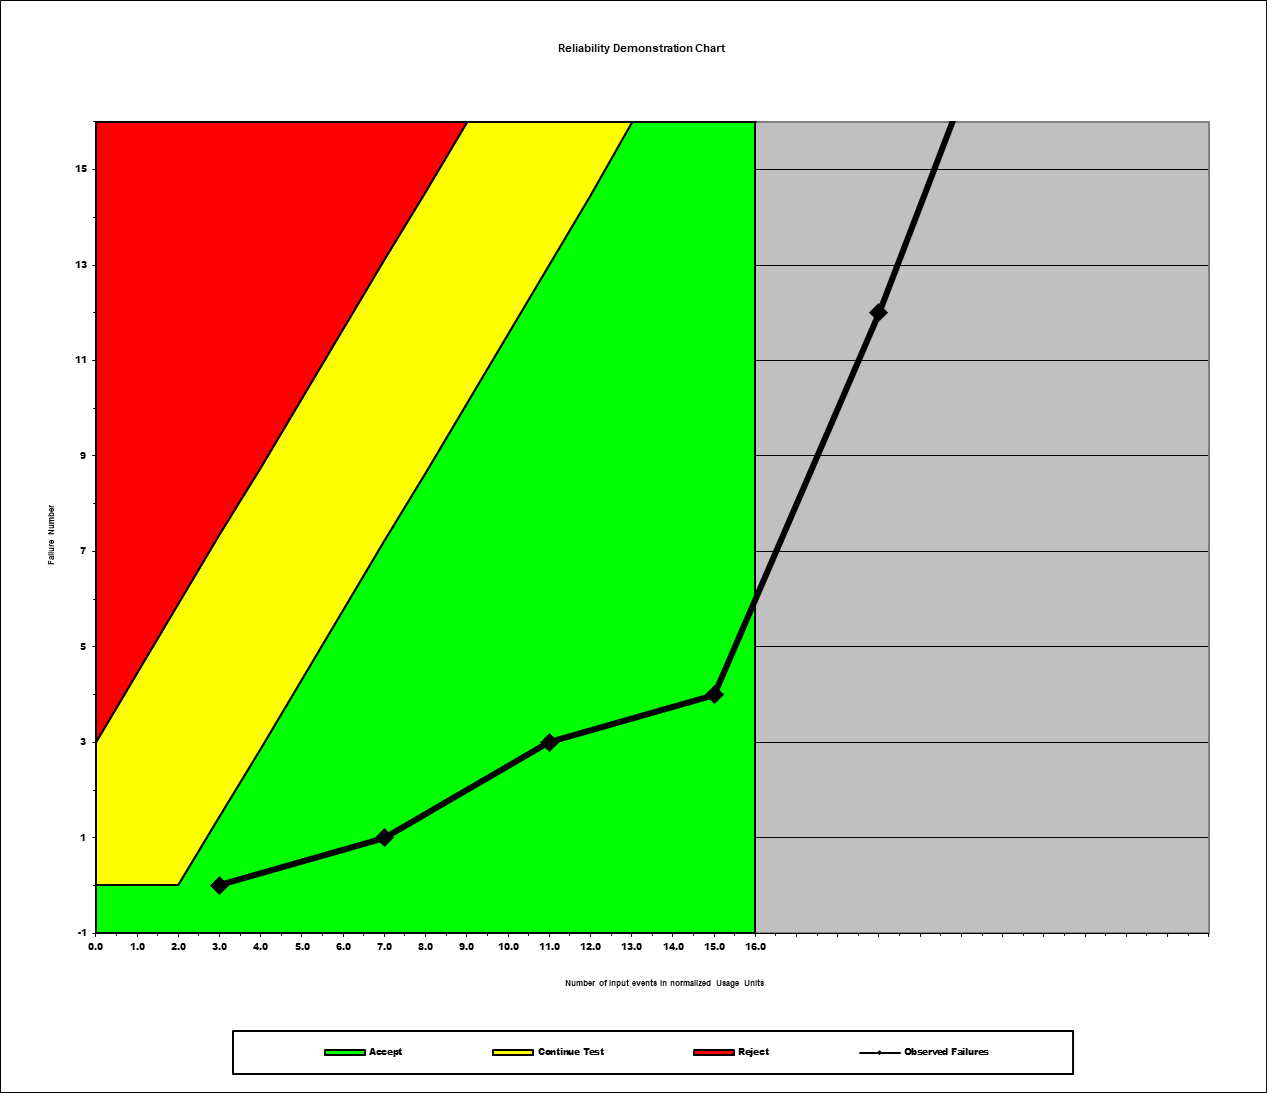 Reliability Demonstration Chart
15
13
11
9
7
5
3
1
-1
Failure Number
0.0 1.0 2.0 3.0 4.0 5.0 6.0 7.0 8.0 9.0 10.0 11.0 12.0 13.0 14.0 15.0 16.0
Number of input events in normalized Usage Units
Accept Continue Test Reject Observed Failures